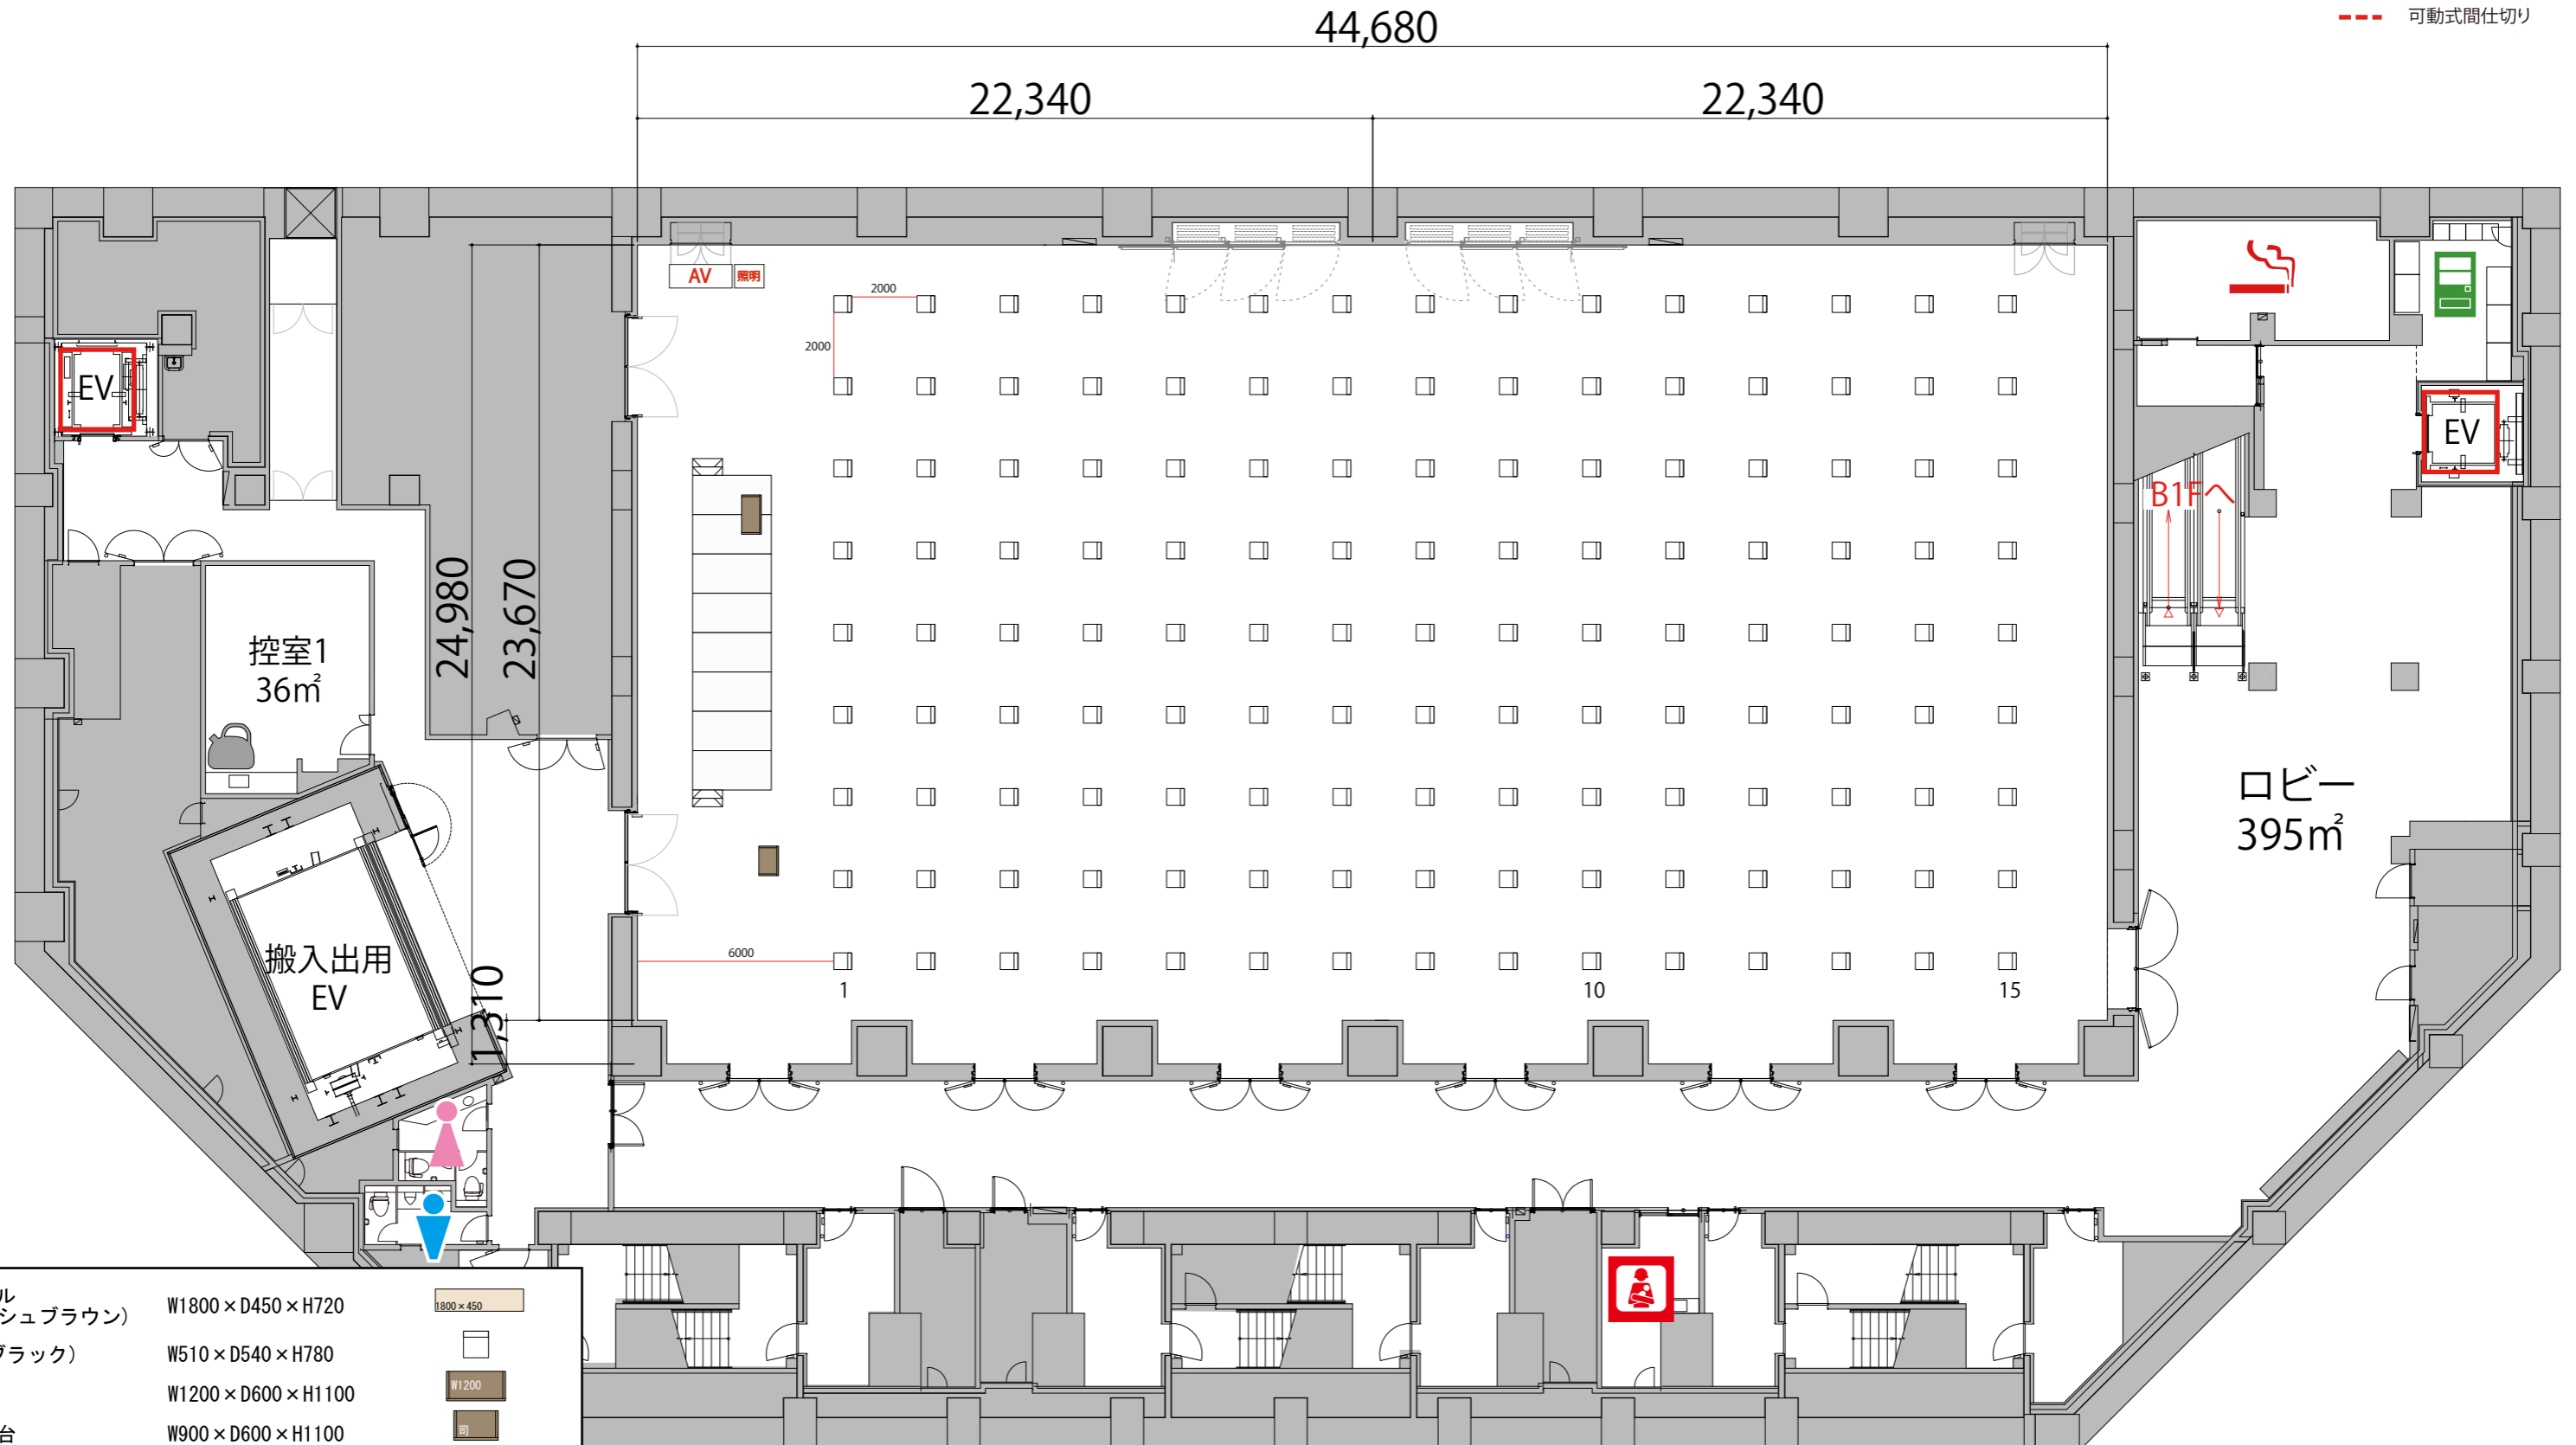 可動式間仕切り
44,680
22,340
22,340
AV
照明
2000
2000
EV
EV
B1Fへ
24,980
23,670
控室1
36㎡
ロビー
395㎡
搬入出用
EV
6000
1,310
1
10
15
ル
シュブラウン）
W1800×D450×H720
1800×450
ブラック）
W510×D540×H780
W1200×D600×H1100
W1200
台
W900×D600×H1100
司